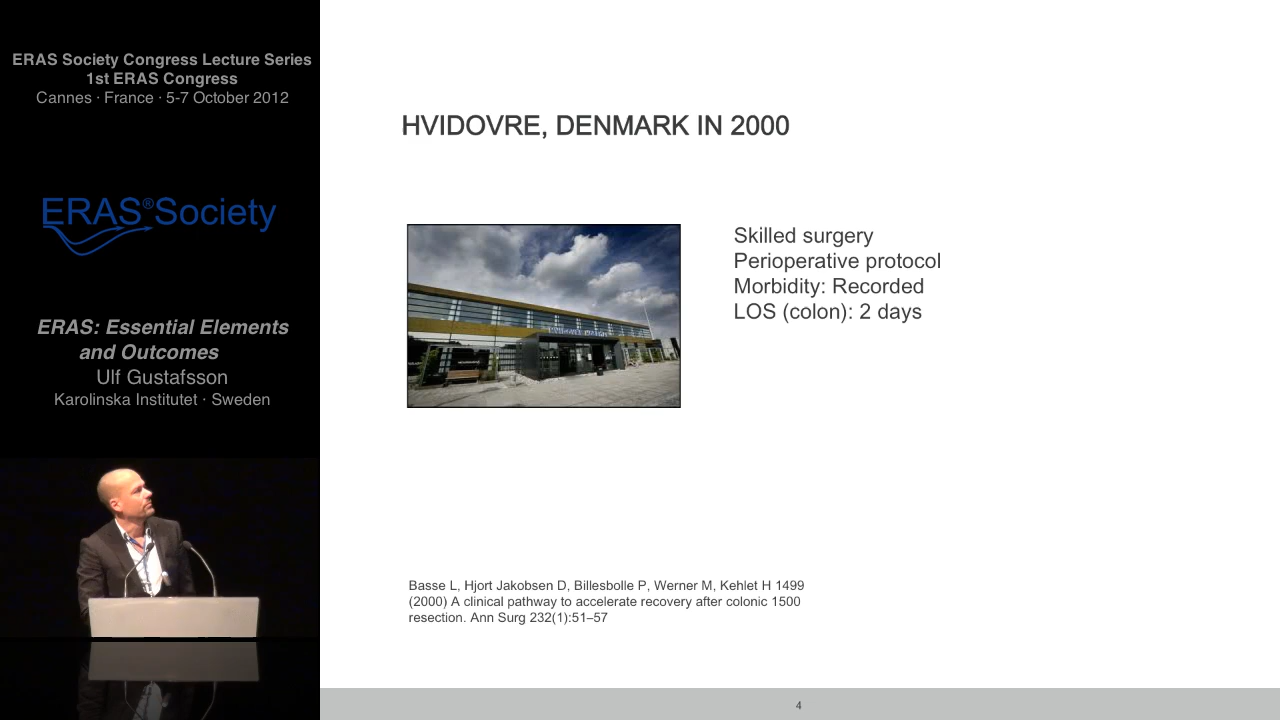 ERAS Society Congress Lecture Series
1st ERAS Congress
Cannes · France · 5-7 October 2012
ERAS®Society
ERAS: Essential Elements
and Outcomes
Ulf Gustafsson
Karolinska Institutet · Sweden
HVIDOVRE, DENMARK IN 2000
Skilled surgery
Perioperative protocol
Morbidity: Recorded
LOS (colon): 2 days
Basse L, Hjort Jakobsen D, Billesbolle P, Werner M, Kehlet H 1499
(2000) A clinical pathway to accelerate recovery after colonic 1500
resection. Ann Surg 232(1):51–57
4